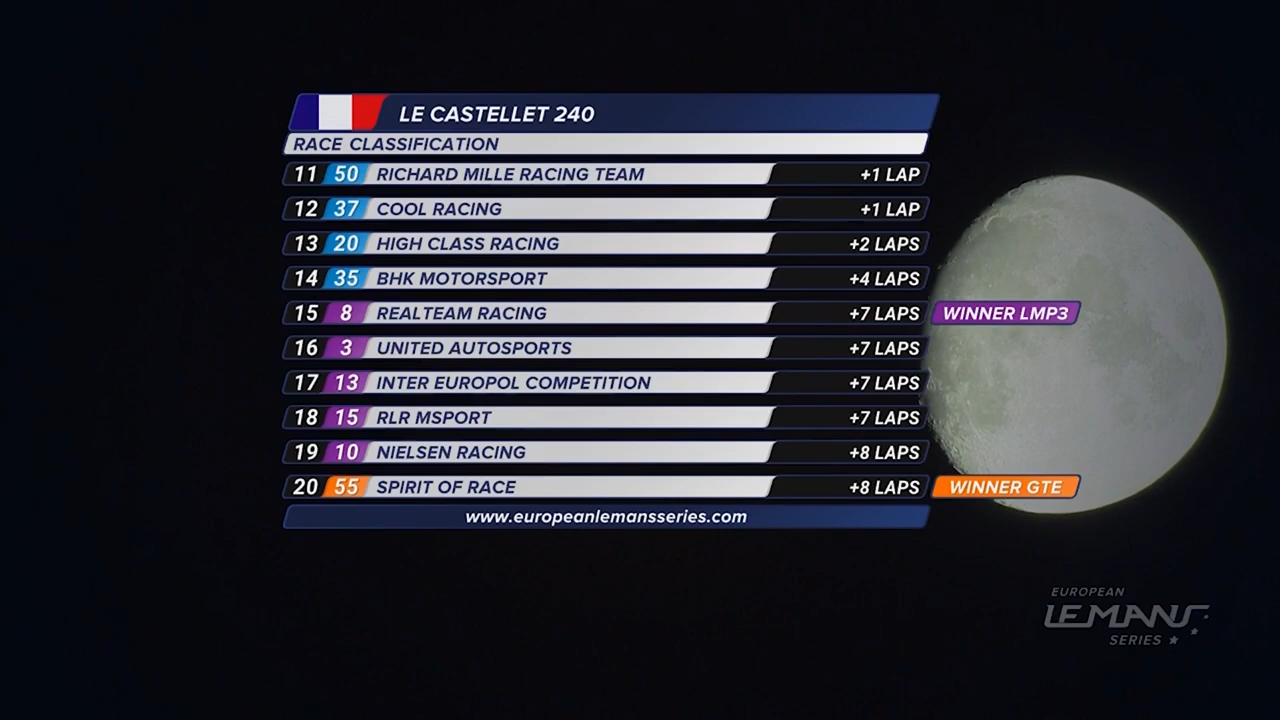 LE CASTELLET 240
RACE CLASSIFICATION
11 50 RICHARD MILLE RACING TEAM +1 LAP
12 37 COOL RACING +1 LAP
13 20 HIGH CLASS RACING +2 LAPS
14 35 BHK MOTORSPORT +4 LAPS
15 8 REALTEAM RACING +7 LAPS WINNER LMP3
16 3 UNITED AUTOSPORTS +7 LAPS
17 13 INTER EUROPOL COMPETITION +7 LAPS
18 15 RLR MSPORT +7 LAPS
19 10 NIELSEN RACING +8 LAPS
20 55 SPIRIT OF RACE +8 LAPS WINNER GTE
www.europeanlemansseries.com
EUROPEAN
LE MANS
SERIES